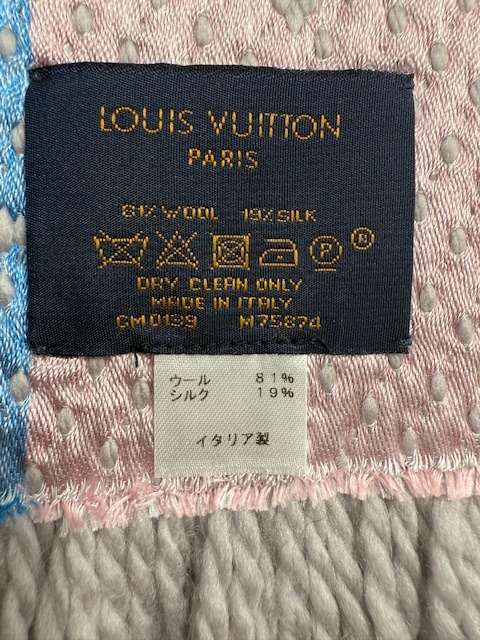 LOUIS VUITTON
PARIS
81% WOOL 19% SILK
P ®
DRY CLEAN ONLY
MADE IN ITALY
GM0139 M75874
ウール 81%
シルク 19%
イタリア製